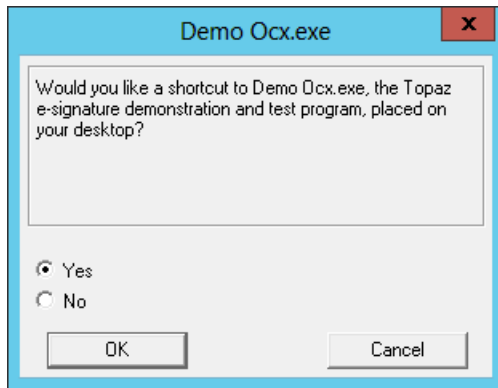 Demo Ocx.exe
x
Would you like a shortcut to Demo Ocx.exe, the Topaz
e-signature demonstration and test program, placed on
your desktop?
Yes
No
OK
Cancel